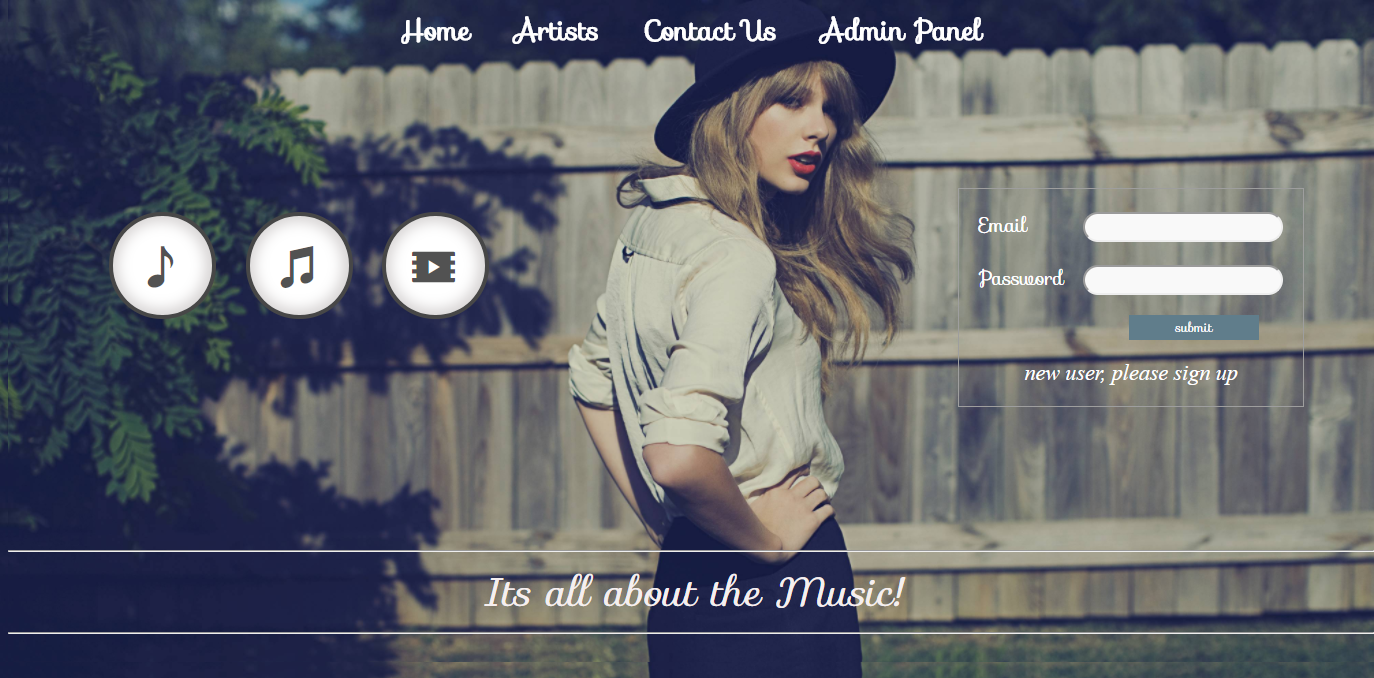 Home Artists Contact Us Admin Panel
Email
Password
submit
new user, please sign up
Its all about the Music!